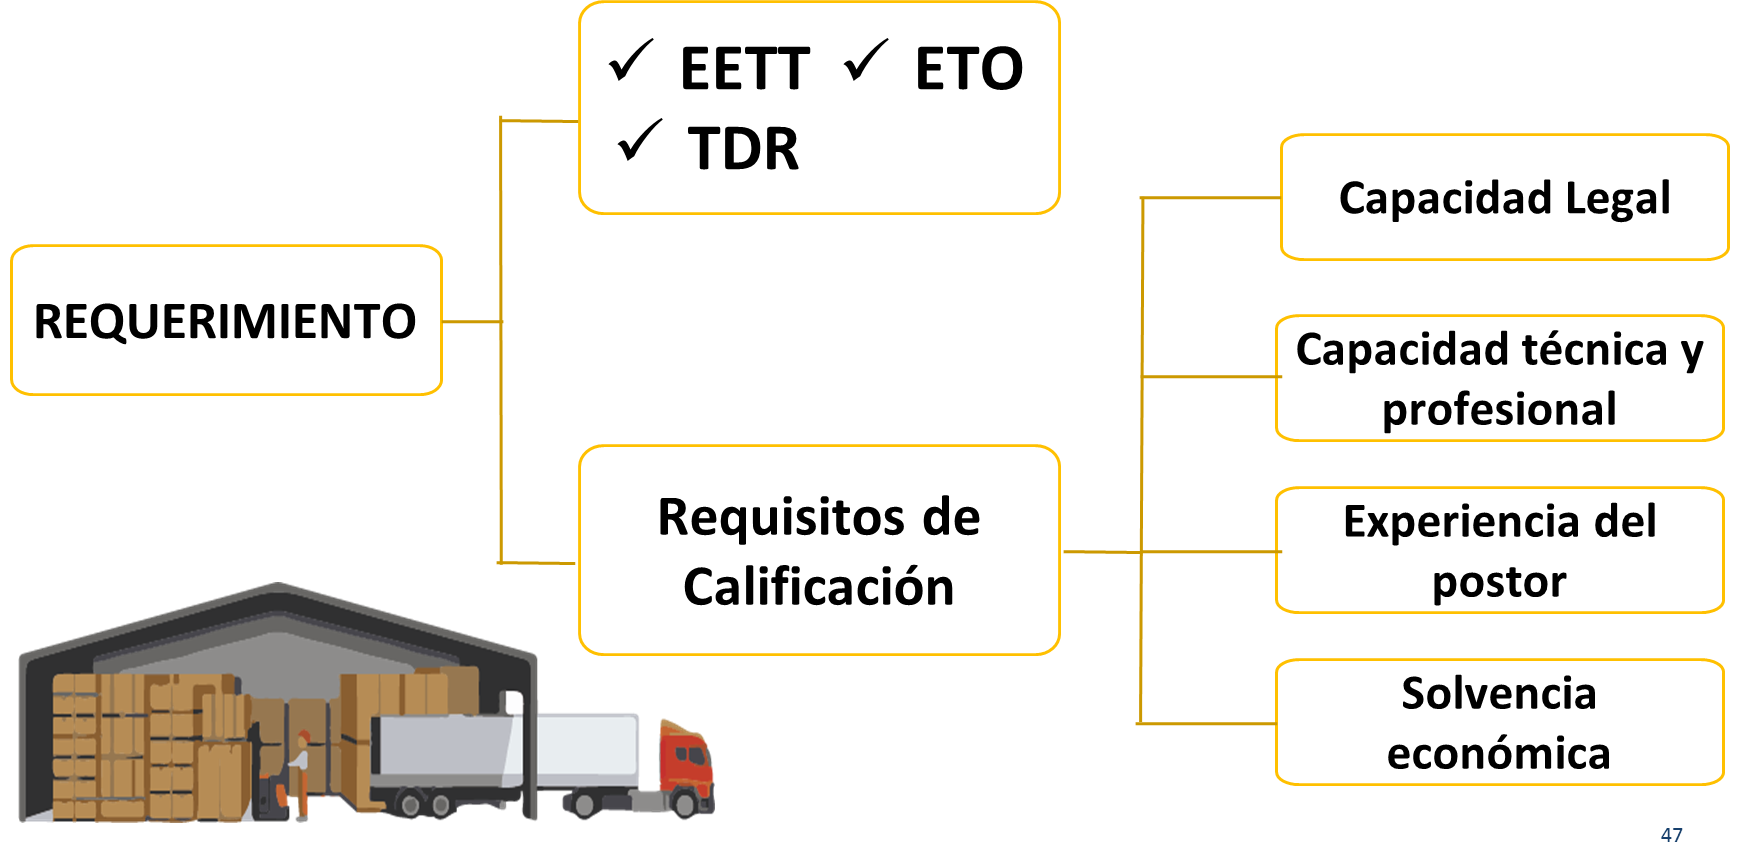 ✓ EETT ✓ ETO
✓ TDR
REQUERIMIENTO
Requisitos de
Calificación
Capacidad Legal
Capacidad técnica y
profesional
Experiencia del
postor
Solvencia
económica
47